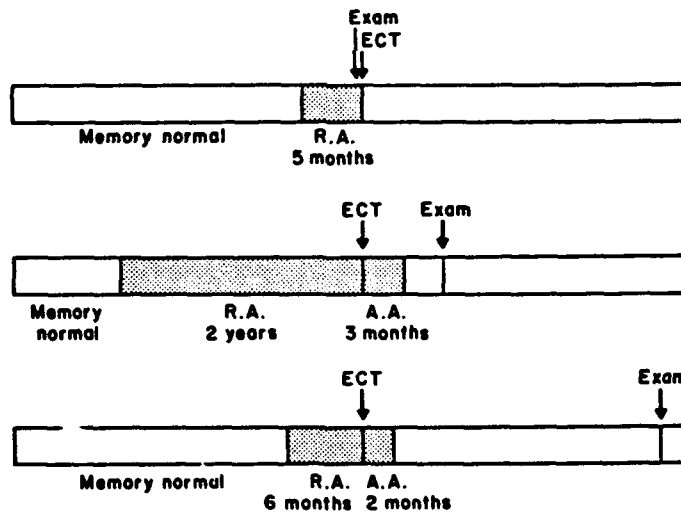 Exam
ECT
Memory normal R.A.
5 months
ECT Exam
Memory R.A. A.A.
normal 2 years 3 months
ECT Exam
Memory normal R.A. A.A.
6 months 2 months